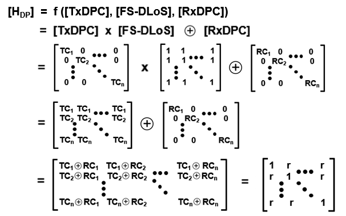 [H_DP] = f ([TxDPC], [FS-DLoS], [RxDPC])
= [TxDPC] x [FS-DLoS] ⊕ [RxDPC]
= [TC₁ 0 ••• 0
0 TC₂ 0
0 0 TCₙ] x [1 1 ••• 1
1 1 1
1 1 1] ⊕ [RC₁ 0 ••• 0
0 RC₂ 0
0 0 RCₙ]
= [TC₁ TC₁ ••• TC₁
TC₂ TC₂ TC₂
TCₙ TCₙ TCₙ] ⊕ [RC₁ 0 ••• 0
0 RC₂ 0
0 0 RCₙ]
= [TC₁⊕RC₁ TC₁⊕RC₂ ••• TC₁⊕RCₙ
TC₂⊕RC₁ TC₂⊕RC₂ TC₂⊕RCₙ
TCₙ⊕RC₁ TCₙ⊕RC₂ TCₙ⊕RCₙ] = [1 r ••• r
r 1 r
r r 1]